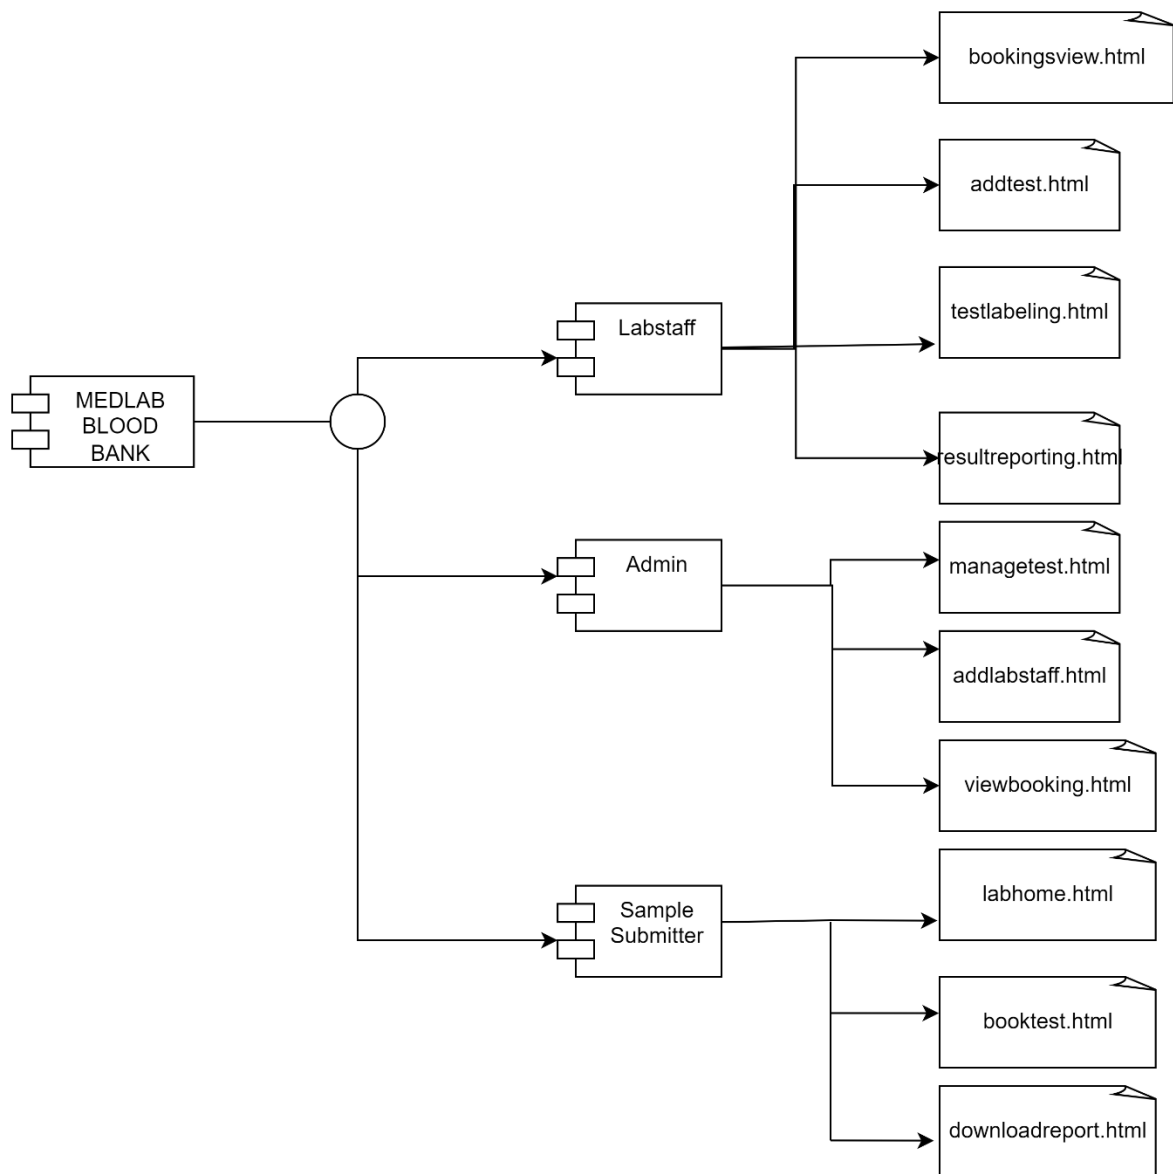 bookingsview.html
addtest.html
testlabeling.html
Labstaff
MEDLAB
BLOOD
BANK
resultreporting.html
Admin
managetest.html
addlabstaff.html
viewbooking.html
Sample
Submitter
labhome.html
booktest.html
downloadreport.html